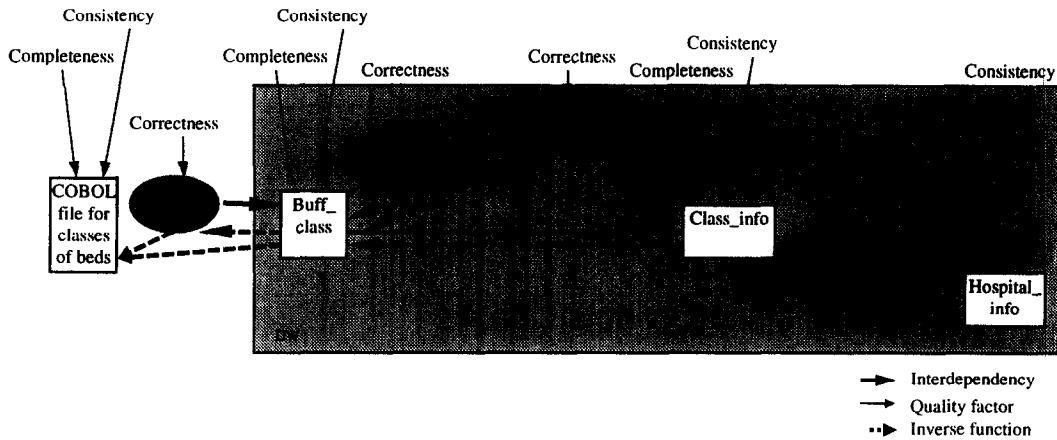 Consistency
Consistency
Completeness
Completeness
Correctness
Consistency
Correctness
Completeness
Consistency
Correctness
COBOL
file for
classes
of beds
Buff_
class
Class_info
Hospital_
info
DW
Interdependency
Quality factor
Inverse function